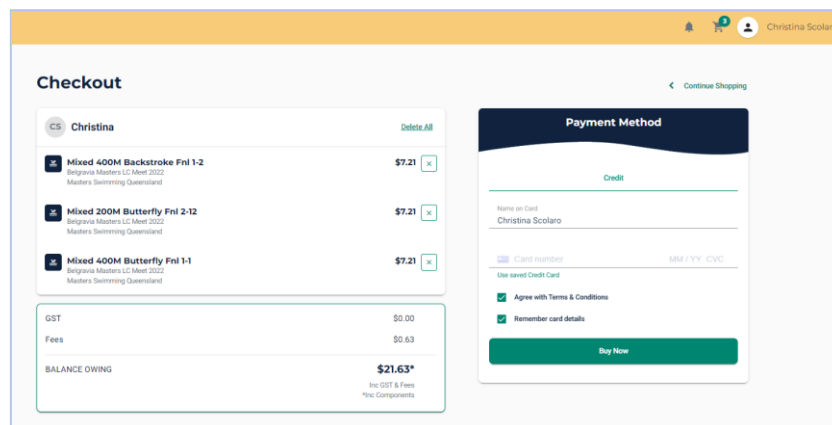 3
Christina Scolar
Checkout
Continue Shopping
CS Christina
Delete All
Mixed 400M Backstroke Fnl 1-2
$7.21
Belgravia Masters LC Meet 2022
Masters Swimming Queensland
Mixed 200M Butterfly Fnl 2-12
$7.21
Belgravia Masters LC Meet 2022
Masters Swimming Queensland
Mixed 400M Butterfly Fnl 1-1
$7.21
Belgravia Masters LC Meet 2022
Masters Swimming Queensland
GST $0.00
Fees $0.63
BALANCE OWING $21.63*
Inc GST & Fees
*Inc Components
Payment Method
Credit
Name on Card
Christina Scolaro
Card number MM / YY CVC
Use saved Credit Card
Agree with Terms & Conditions
Remember card details
Buy Now